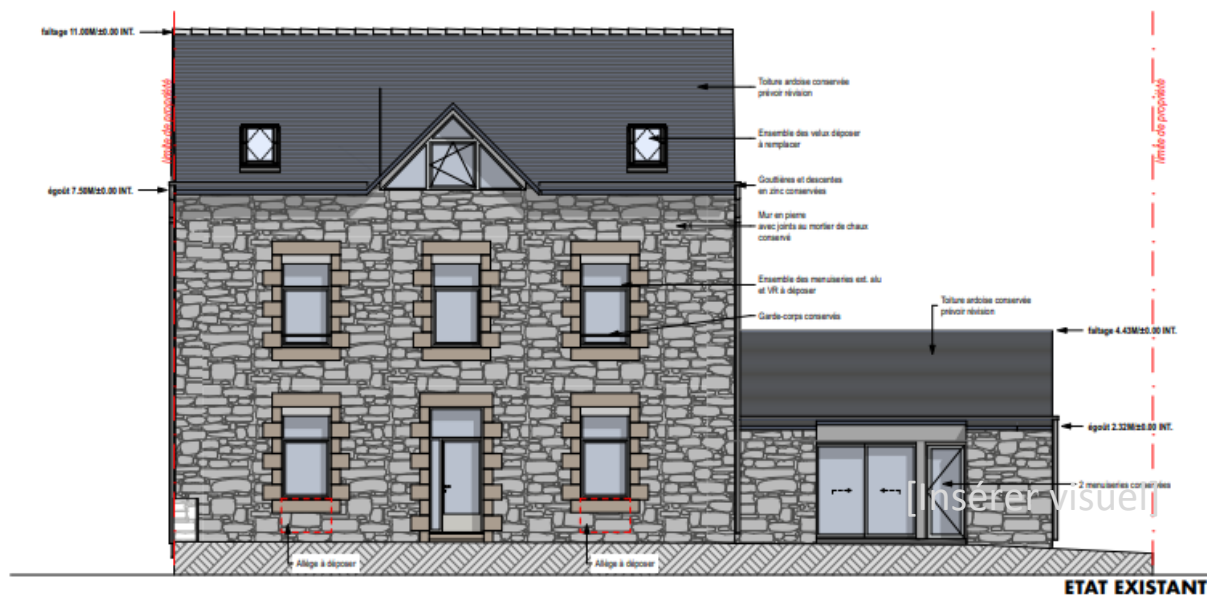 faîtage 11.00M/±0.00 INT.
limite de propriété
limite de propriété
Toiture ardoise conservée
prévoir révision
Ensemble des velux déposer
à remplacer
égoût 7.50M/±0.00 INT.
Gouttières et descentes
en zinc conservées
Mur en pierre
avec joints au mortier de chaux
conservé
Ensemble des menuiseries ext. alu
et VR à déposer
Garde-corps conservés
Toiture ardoise conservée
prévoir révision
faîtage 4.43M/±0.00 INT.
égoût 2.32M/±0.00 INT.
2 menuiseries conservées
[Insérer visuel]
Allège à déposer
Allège à déposer
ETAT EXISTANT